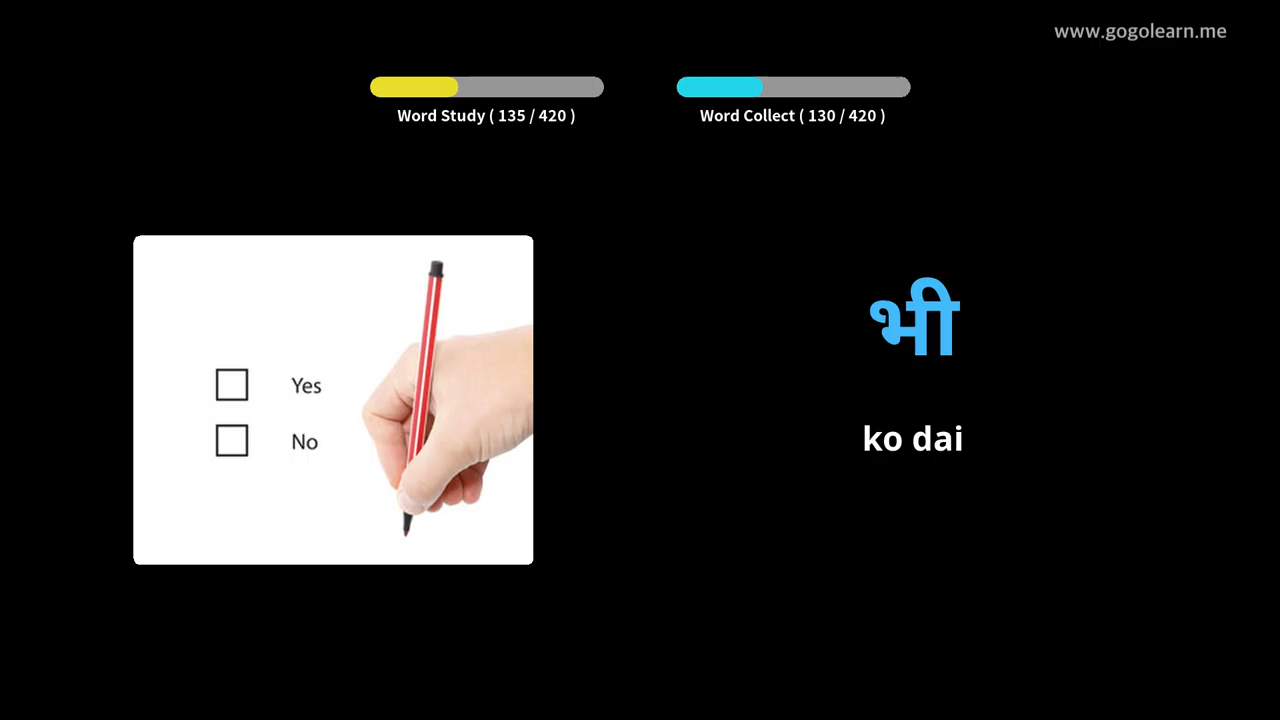 www.gogolearn.me
Word Study ( 135 / 420 )
Word Collect ( 130 / 420 )
Yes
No
भी
ko dai